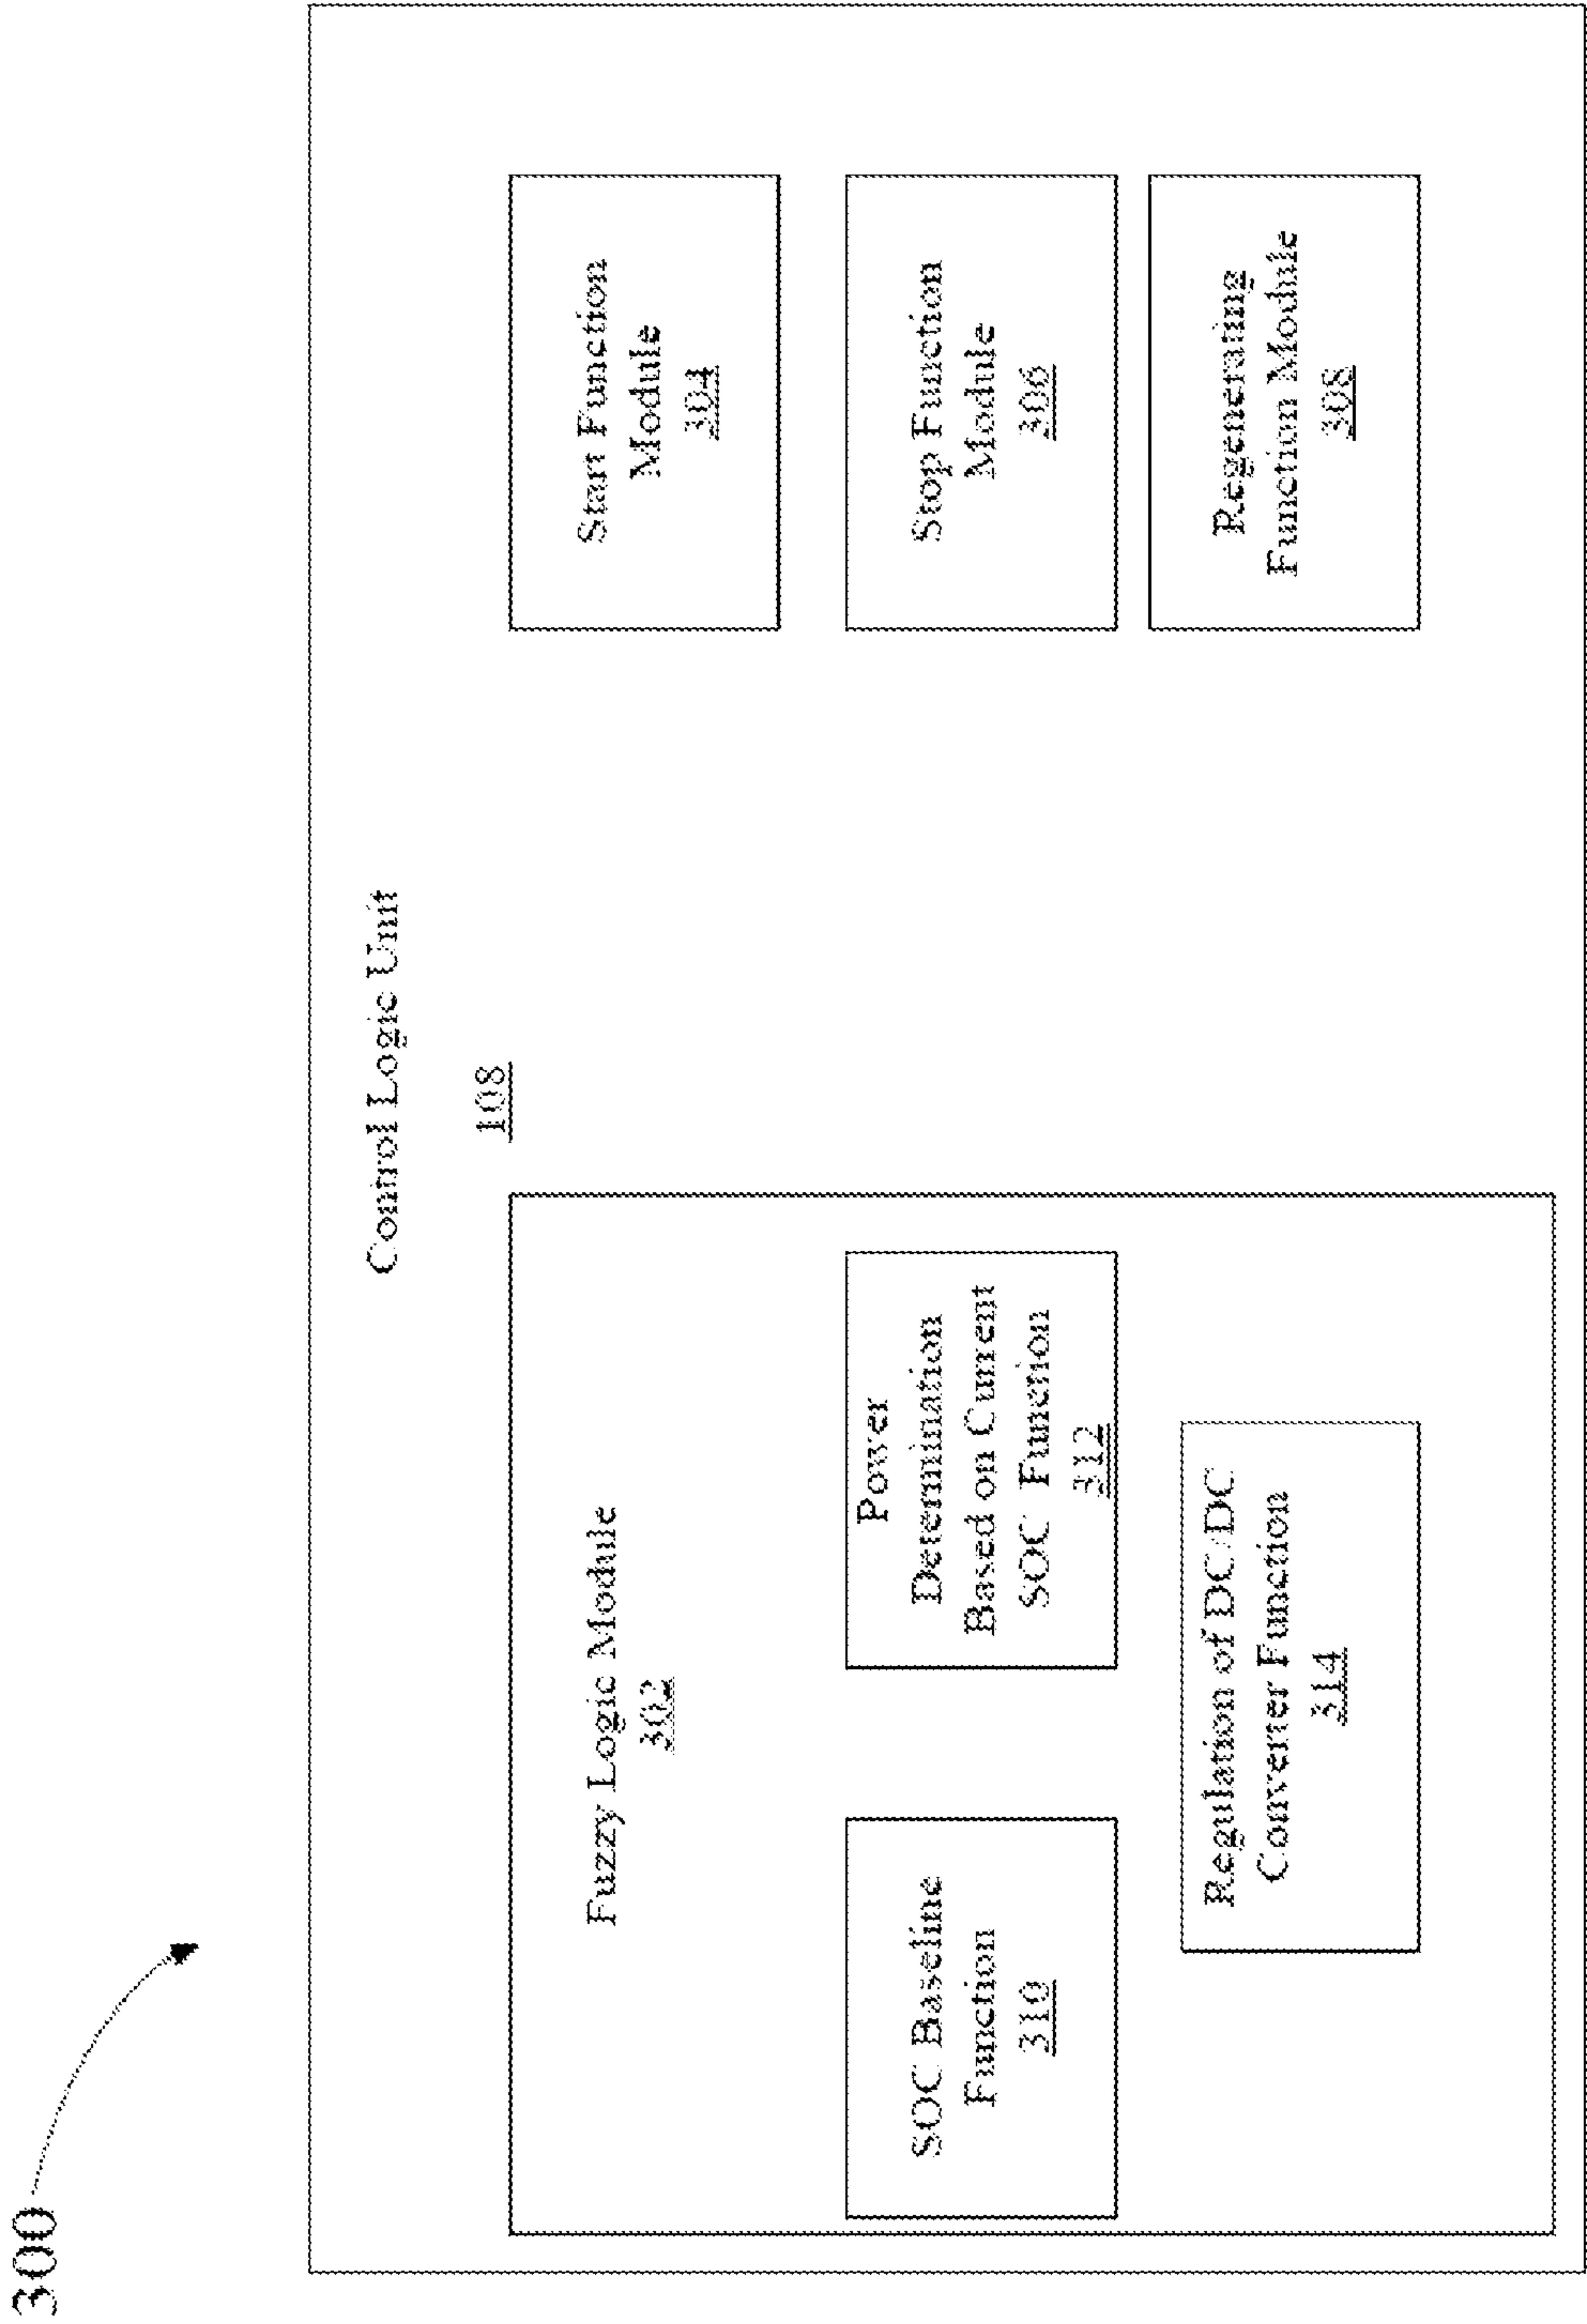 300
Control Logic Unit
108
Fuzzy Logic Module
302
SOC Baseline
Function
310
Power
Determination
Based on Current
SOC Function
312
Regulation of DC/DC
Converter Function
314
Start Function
Module
304
Stop Function
Module
306
Regenerating
Function Module
308